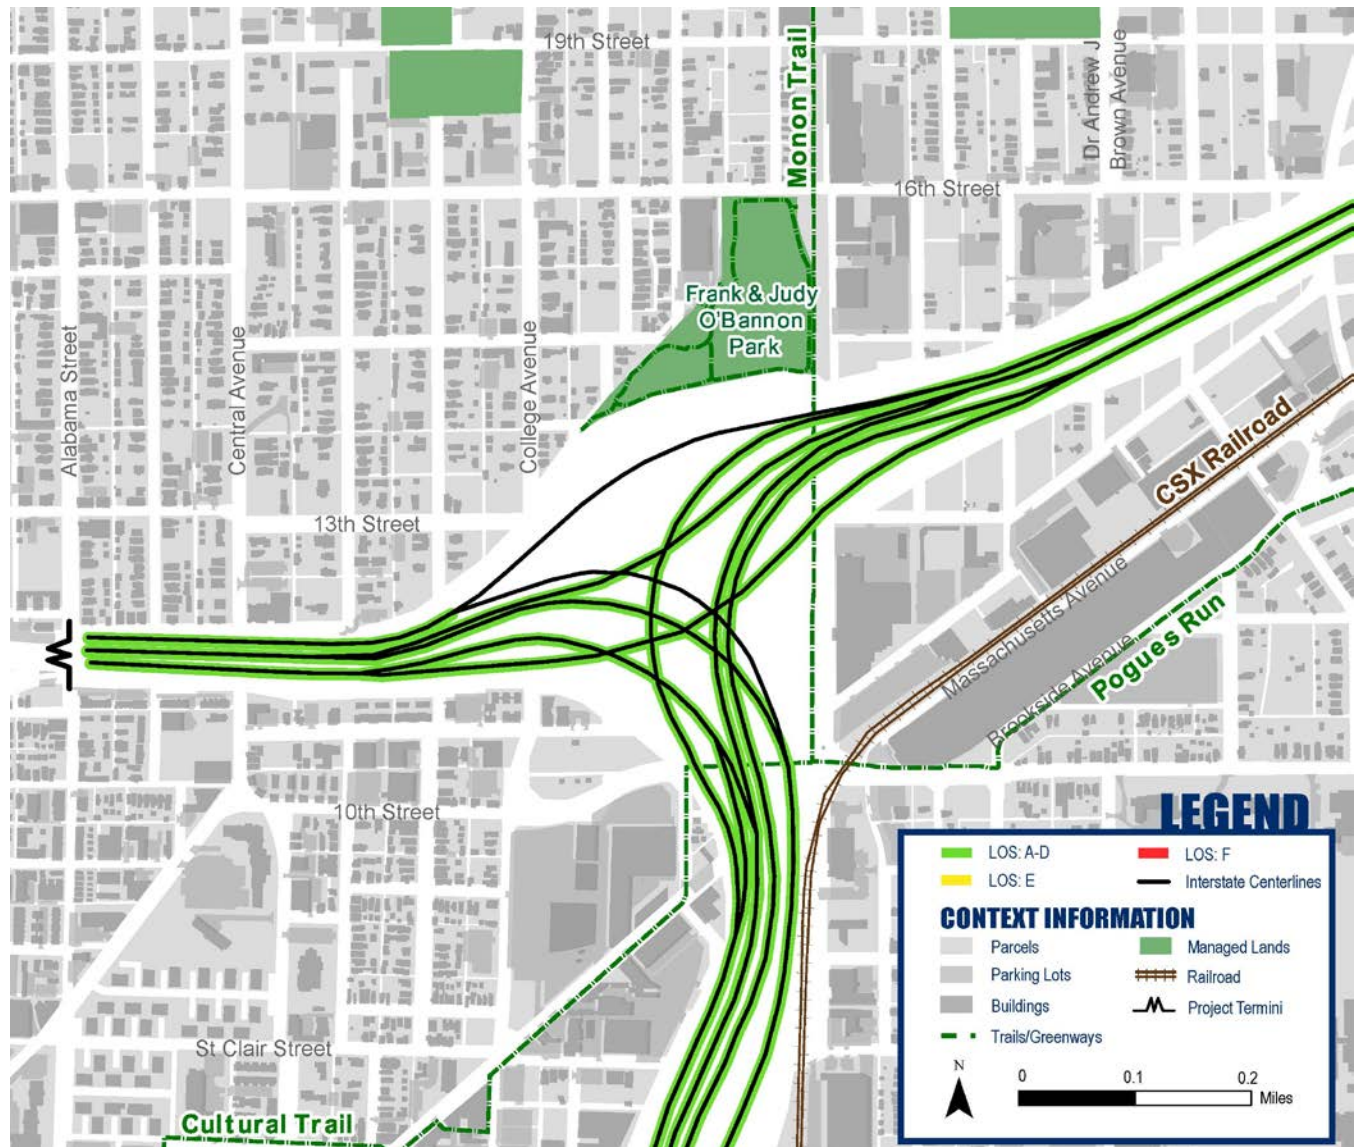 19th Street
Monon Trail
Dr Andrew J
Brown Avenue
16th Street
Frank & Judy
O'Bannon
Park
Alabama Street
Central Avenue
College Avenue
13th Street
CSX Railroad
Massachusetts Avenue
Brookside Avenue
Pogues Run
10th Street
St Clair Street
Cultural Trail
LEGEND
LOS: A-D
LOS: F
LOS: E
Interstate Centerlines
CONTEXT INFORMATION
Parcels
Managed Lands
Parking Lots
Railroad
Buildings
Project Termini
Trails/Greenways
N
0 0.1 0.2
Miles